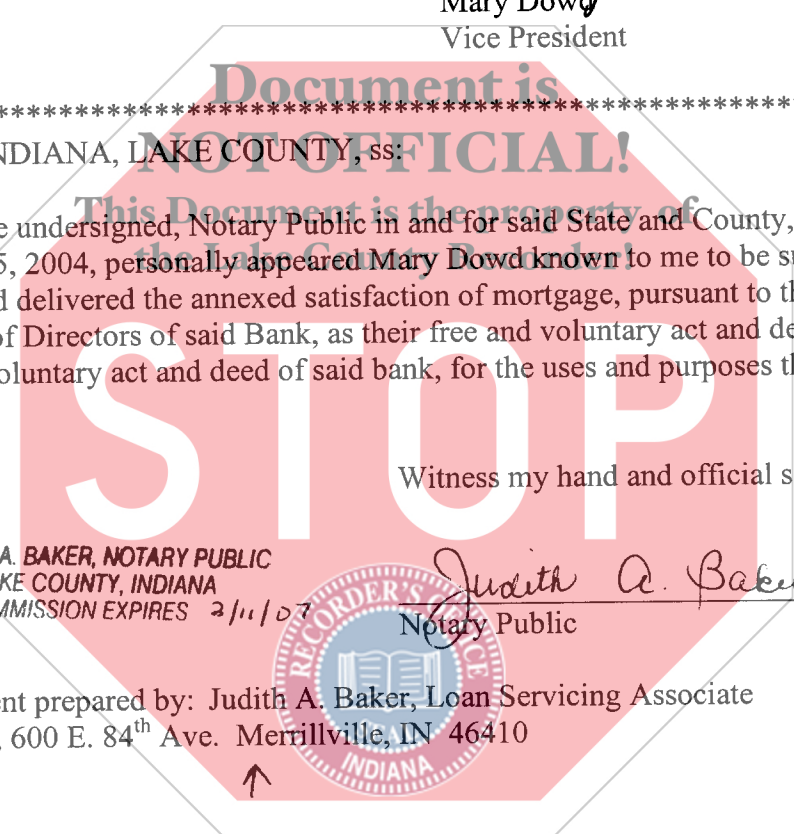 Mary Dowd
Vice President
Document is
****************************************************
NDIANA, LAKE COUNTY, ss:
NOT OFFICIAL!
This Document is the property of
e undersigned, Notary Public in and for said State and County,
the Lake County Recorder!
5, 2004, personally appeared Mary Dowd known to me to be
d delivered the annexed satisfaction of mortgage, pursuant to
of Directors of said Bank, as their free and voluntary act and
oluntary act and deed of said bank, for the uses and purposes
STOP
Witness my hand and official
A. BAKER, NOTARY PUBLIC
KE COUNTY, INDIANA
MMISSION EXPIRES 2/11/07
Judith A. Baker
Notary Public
RECORDER'S OFFICE
nt prepared by: Judith A. Baker, Loan Servicing Associate
, 600 E. 84th Ave. Merrillville, IN 46410
SEAL
INDIANA